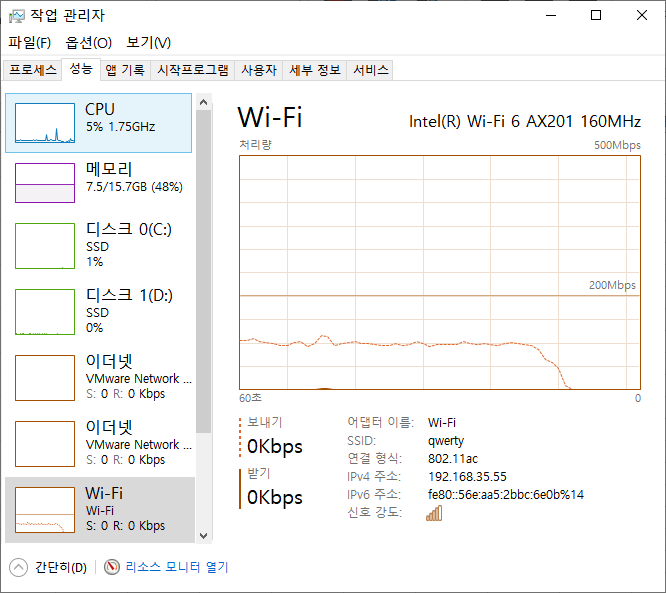 작업 관리자
파일(F) 옵션(O) 보기(V)
프로세스 성능 앱 기록 시작프로그램 사용자 세부 정보 서비스
CPU
5% 1.75GHz
메모리
7.5/15.7GB (48%)
디스크 0(C:)
SSD
1%
디스크 1(D:)
SSD
0%
이더넷
VMware Network ...
S: 0 R: 0 Kbps
이더넷
VMware Network ...
S: 0 R: 0 Kbps
Wi-Fi
Wi-Fi
S: 0 R: 0 Kbps
Wi-Fi Intel(R) Wi-Fi 6 AX201 160MHz
처리량 500Mbps
200Mbps
60초 0
보내기
0Kbps
받기
0Kbps
어댑터 이름: Wi-Fi
SSID: qwerty
연결 형식: 802.11ac
IPv4 주소: 192.168.35.55
IPv6 주소: fe80::56e:aa5:2bbc:6e0b%14
신호 강도:
간단히(D) 리소스 모니터 열기